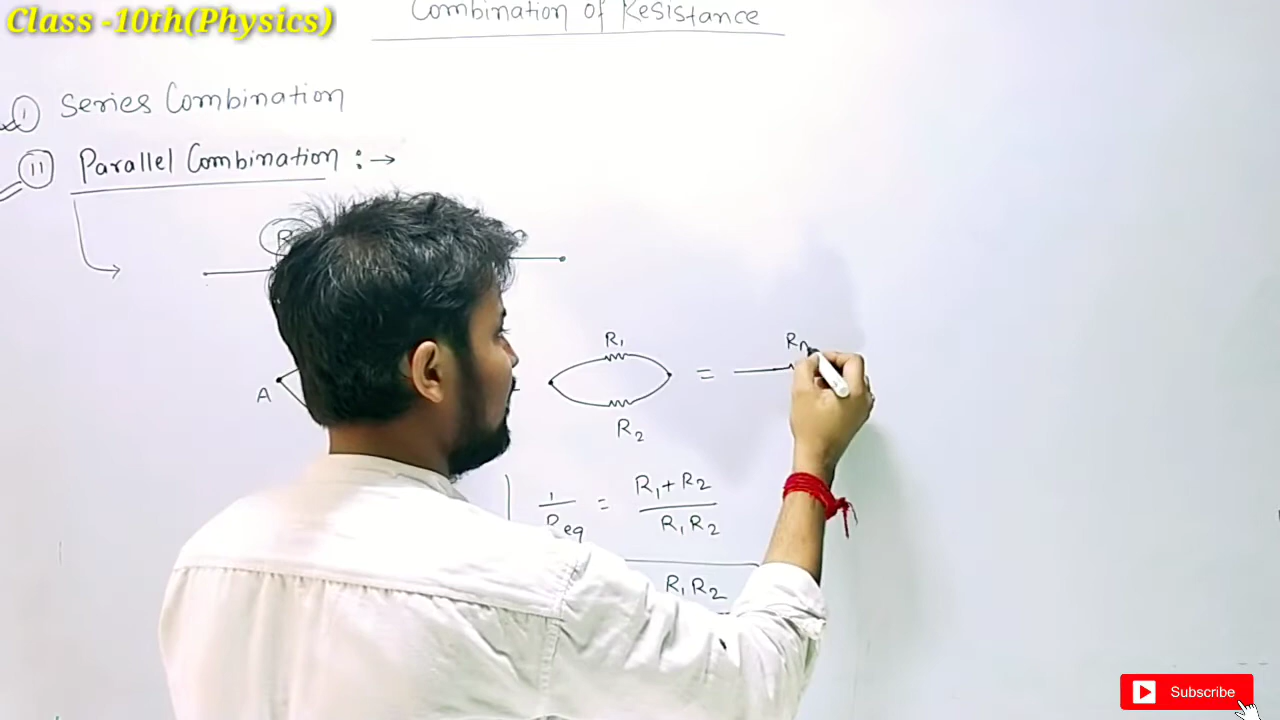 Class -10th(Physics)
Combination of Resistance
I Series Combination
II Parallel Combination :→
R
R1
Rn
=
A
R2
1/Req = R1+R2/R1R2
R1R2
Subscribe